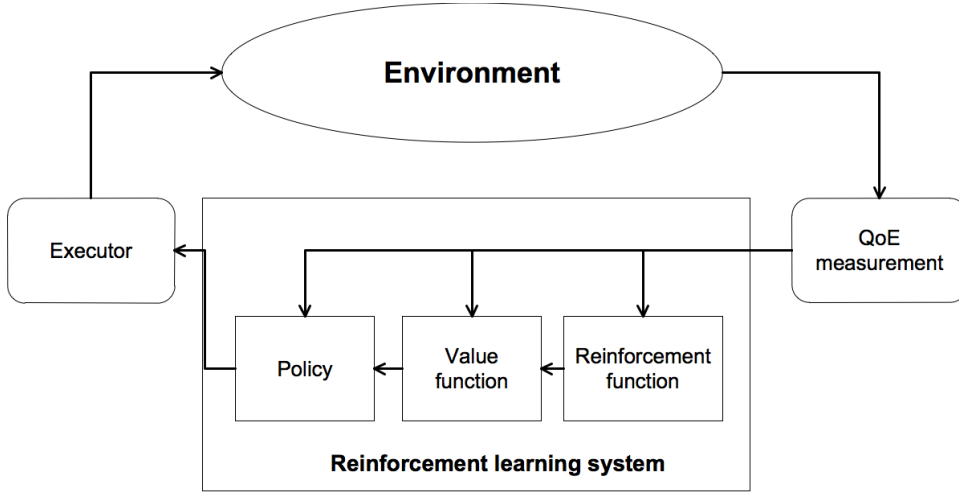 Environment
Executor
QoE
measurement
Policy
Value
function
Reinforcement
function
Reinforcement learning system